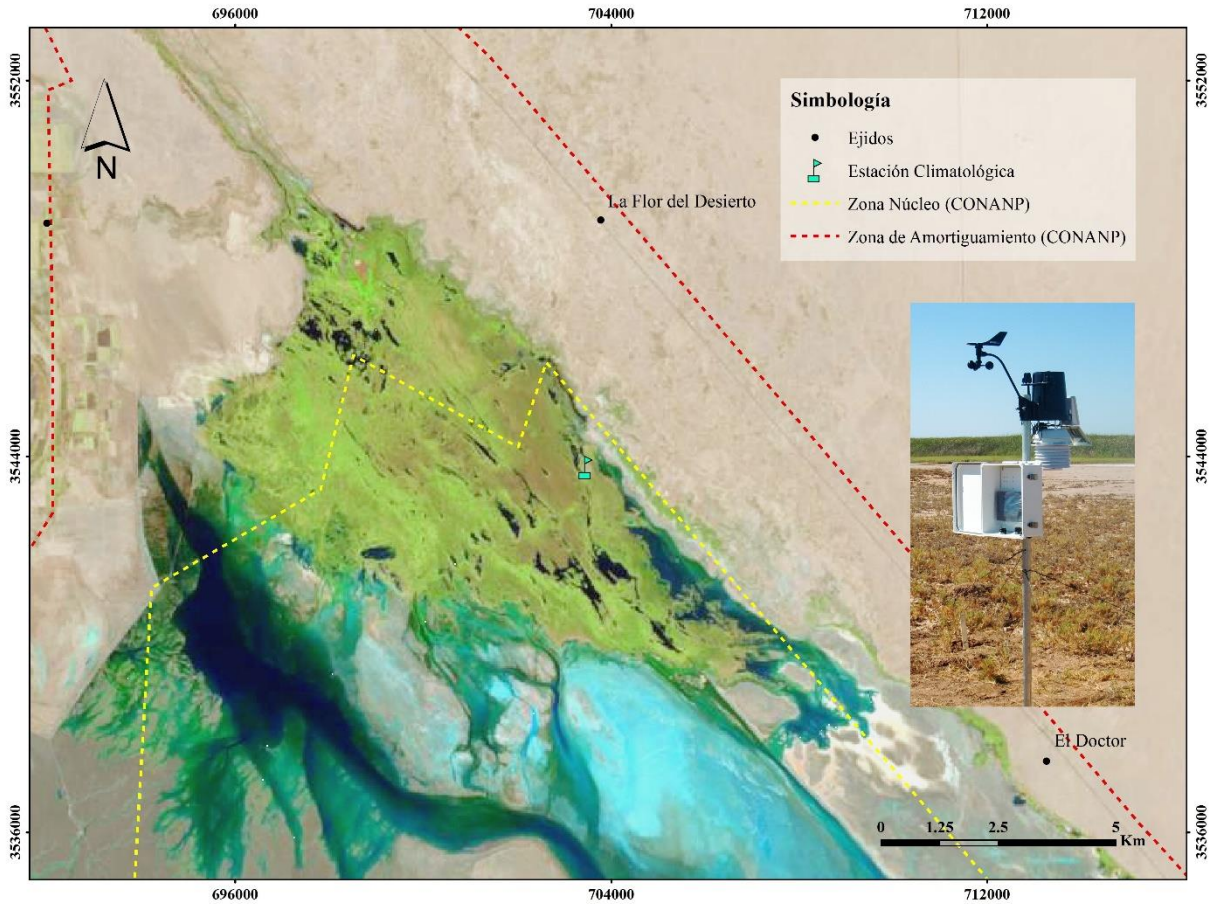 696000
704000
712000
3552000
3552000
N
Simbología
Ejidos
Estación Climatológica
Zona Núcleo (CONANP)
Zona de Amortiguamiento (CONANP)
La Flor del Desierto
3544000
3544000
El Doctor
3536000
3536000
0 1.25 2.5 5
Km
696000
704000
712000